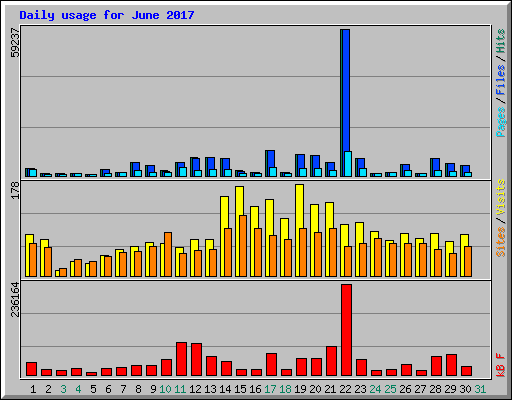 Daily usage for June 2017
59237
Pages / Files / Hits
178
Sites / Visits
236164
kB F
1 2 3 4 5 6 7 8 9 10 11 12 13 14 15 16 17 18 19 20 21 22 23 24 25 26 27 28 29 30 31